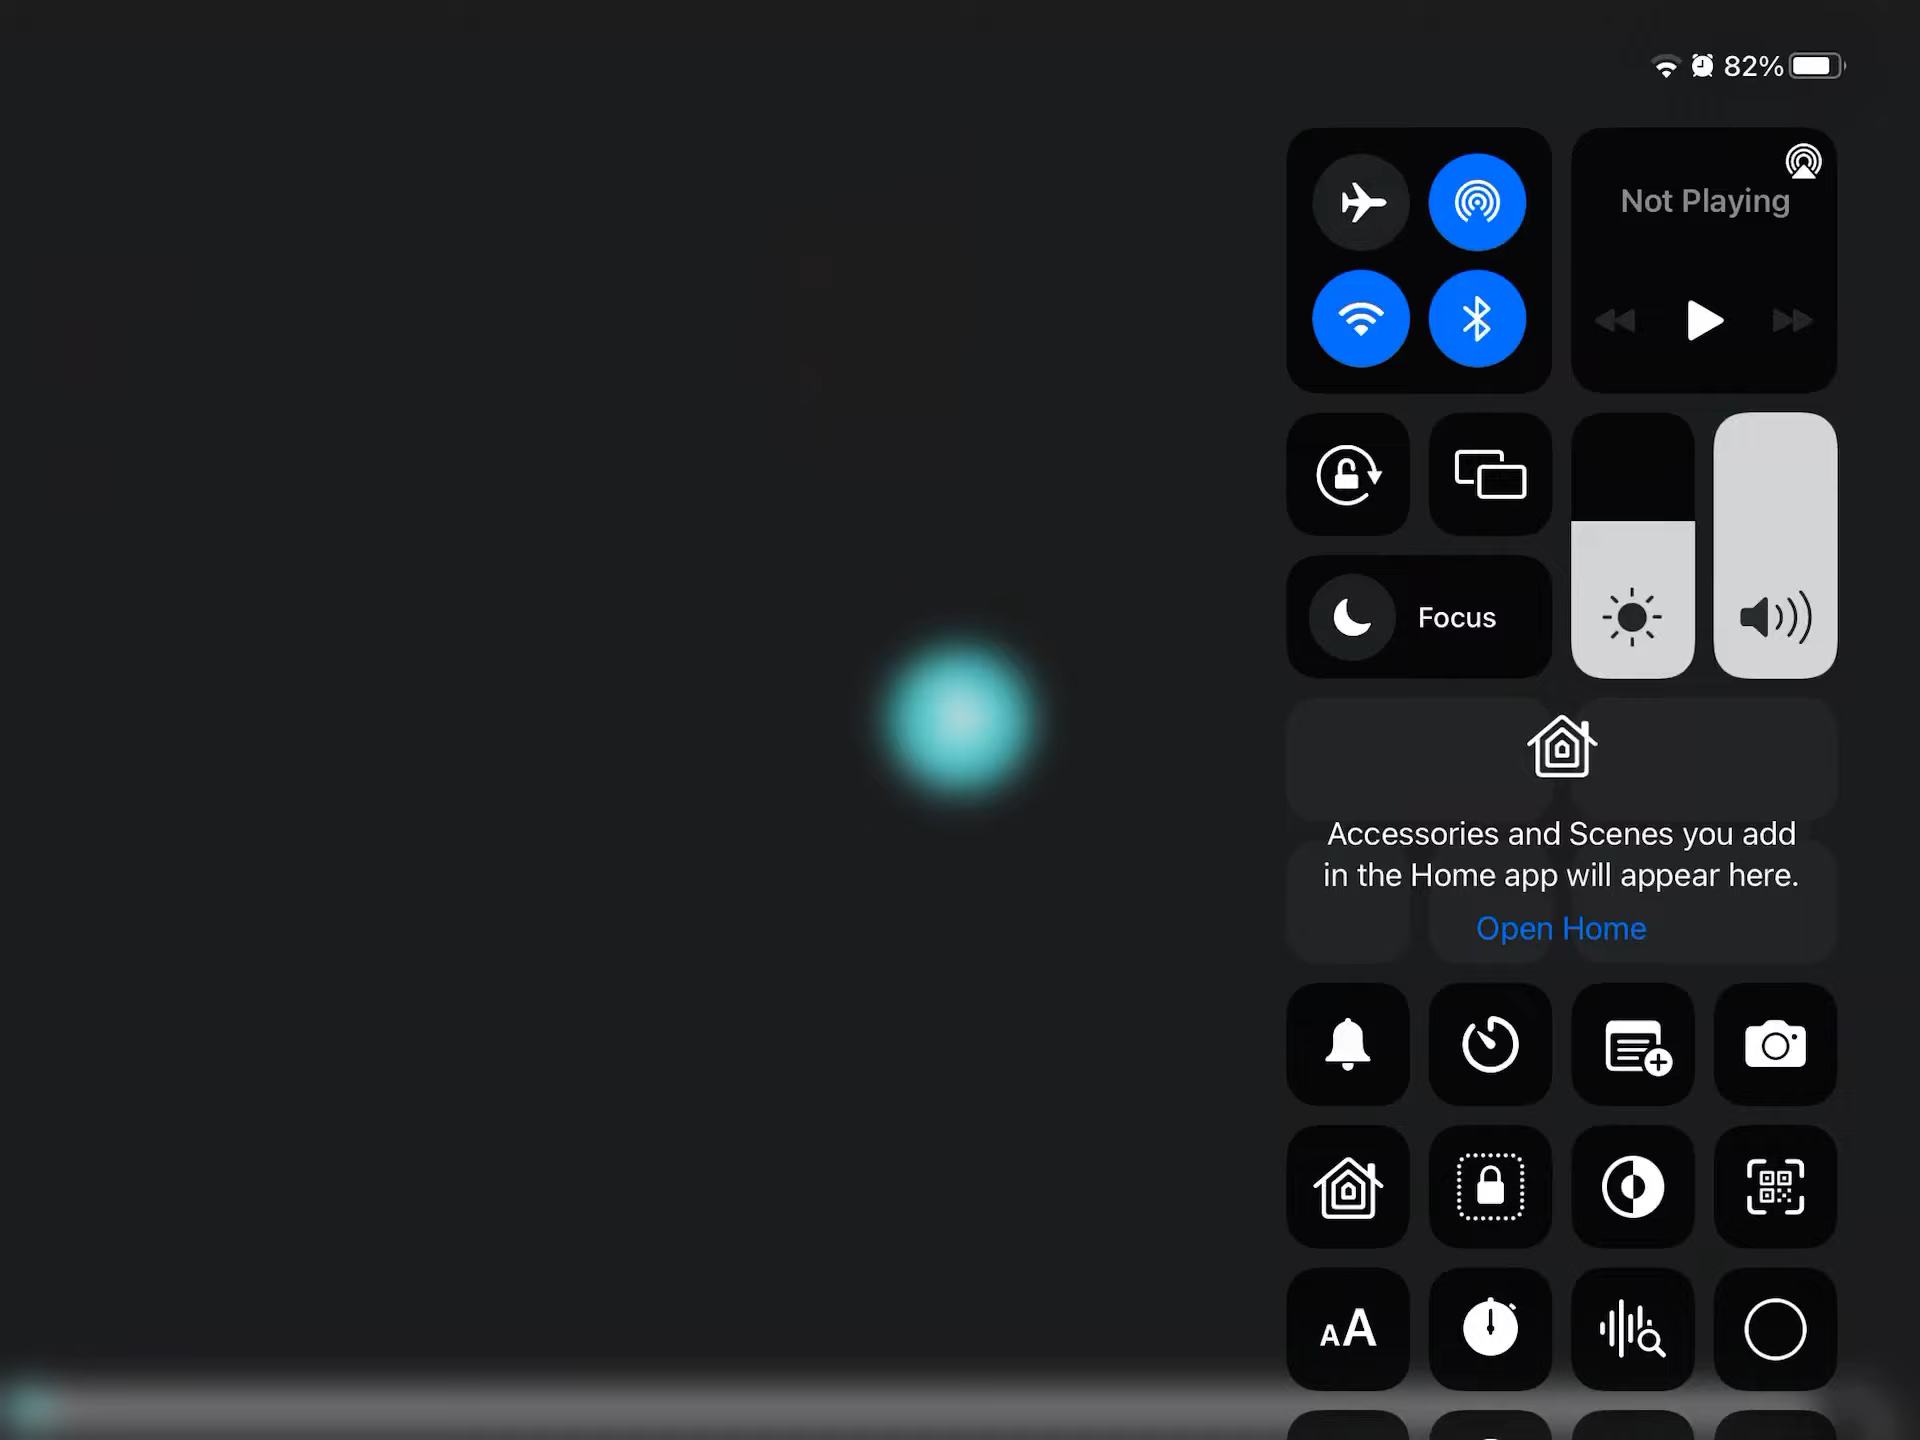 82%
Not Playing
Focus
Accessories and Scenes you add
in the Home app will appear here.
Open Home
AA